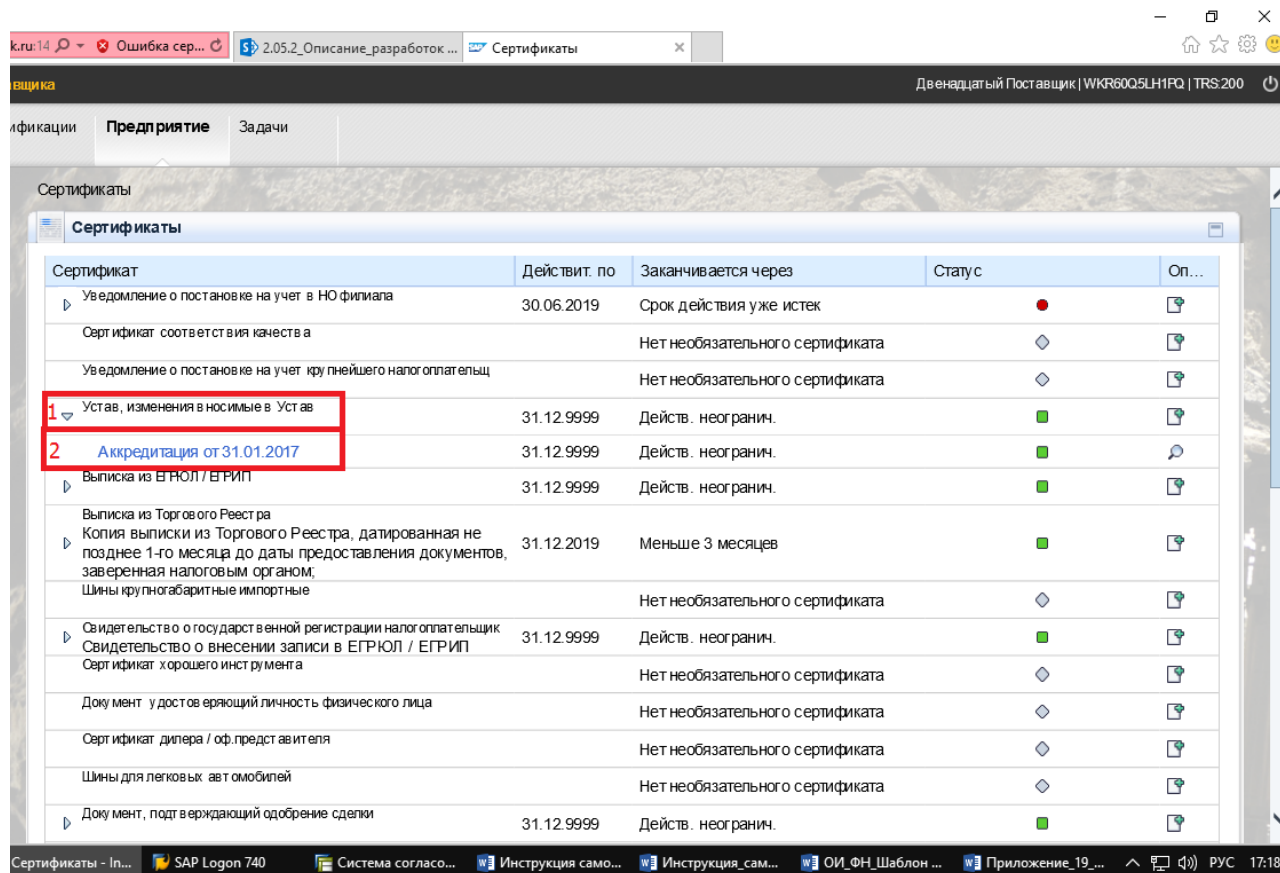 k.ru:14 Ошибка сер... 2.05.2_Описание_разработок ... Сертификаты
вщика Двенадцатый Поставщик | WKR60Q5LH1FQ | TRS:200
ификации Предприятие Задачи
Сертификаты
Сертификаты
Сертификат Действит. по Заканчивается через Статус Оп...
Уведомление о постановке на учет в НО филиала 30.06.2019 Срок действия уже истек
Сертификат соответствия качества Нет необязательного сертификата
Уведомление о постановке на учет крупнейшего налогоплательщ Нет необязательного сертификата
1 Устав, изменения вносимые в Устав 31.12.9999 Действ. неогранич.
2 Аккредитация от 31.01.2017 31.12.9999 Действ. неогранич.
Выписка из ЕГРЮЛ / ЕГРИП 31.12.9999 Действ. неогранич.
Выписка из Торгового Реестра
Копия выписки из Торгового Реестра, датированная не
позднее 1-го месяца до даты предоставления документов, 31.12.2019 Меньше 3 месяцев
заверенная налоговым органом;
Шины крупногабаритные импортные Нет необязательного сертификата
Свидетельство о государственной регистрации налогоплательщик
Свидетельство о внесении записи в ЕГРЮЛ / ЕГРИП 31.12.9999 Действ. неогранич.
Сертификат хорошего инструмента Нет необязательного сертификата
Документ удостоверяющий личность физического лица Нет необязательного сертификата
Сертификат дилера / оф.представителя Нет необязательного сертификата
Шины для легковых автомобилей Нет необязательного сертификата
Документ, подтверждающий одобрение сделки 31.12.9999 Действ. неогранич.
Сертификаты - In... SAP Logon 740 Система согласо... Инструкция само... Инструкция_сам... ОИ_ФН_Шаблон ... Приложение_19_... РУС 17:18